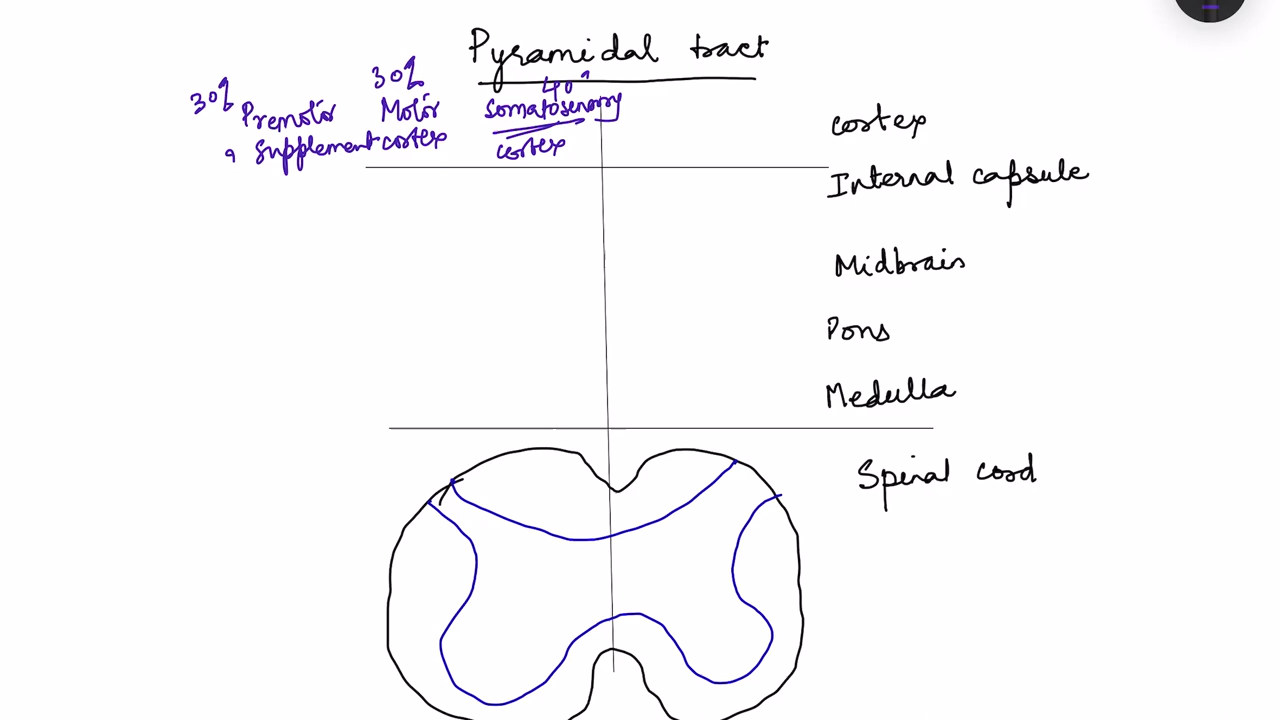 Pyramidal tract
30% Premotor
& Supplement
30%
Motor
cortex
40%
Somatosensory
cortex
cortex
Internal capsule
Midbrain
Pons
Medulla
Spinal cord